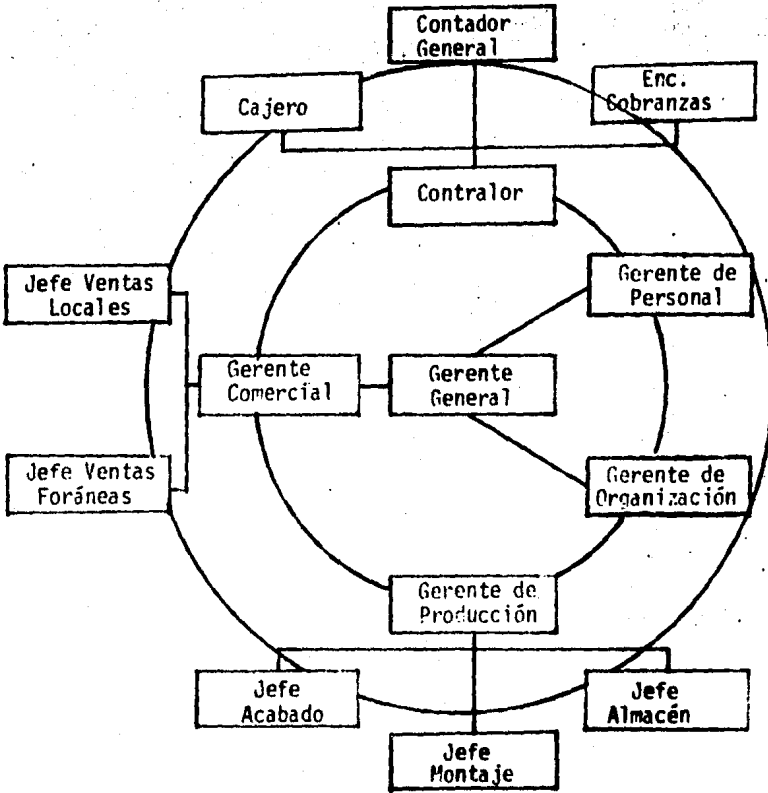 Contador
General
Cajero
Enc.
Cobranzas
Contralor
Jefe Ventas
Locales
Gerente de
Personal
Gerente
Comercial
Gerente
General
Jefe Ventas
Foráneas
Gerente de
Organización
Gerente de
Producción
Jefe
Acabado
Jefe
Almacén
Jefe
Montaje